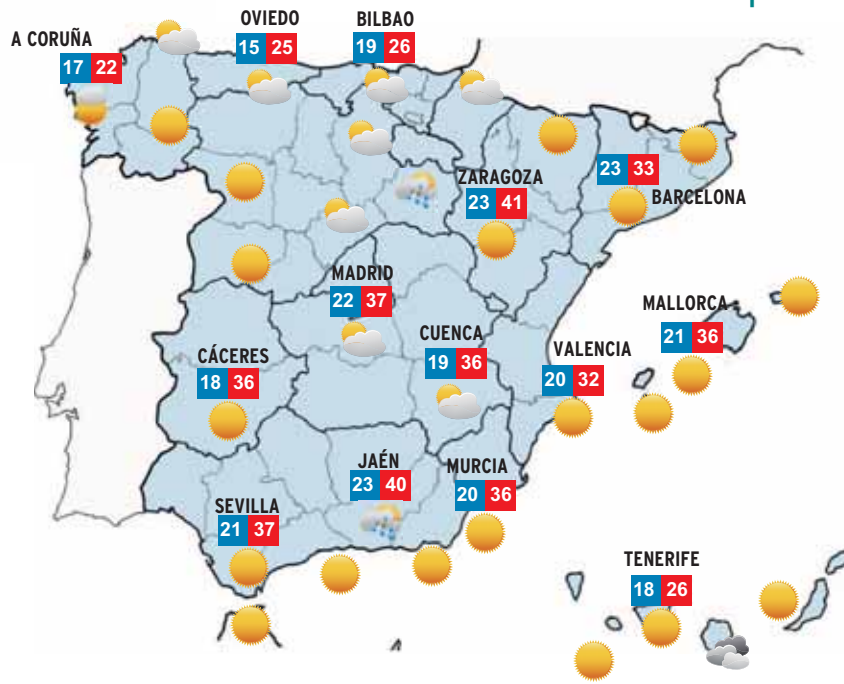 OVIEDO
15 25
BILBAO
19 26
A CORUÑA
17 22
ZARAGOZA
23 41
23 33
BARCELONA
MADRID
22 37
MALLORCA
21 36
CUENCA
19 36
VALENCIA
20 32
CÁCERES
18 36
JAÉN
23 40
MURCIA
20 36
SEVILLA
21 37
TENERIFE
18 26